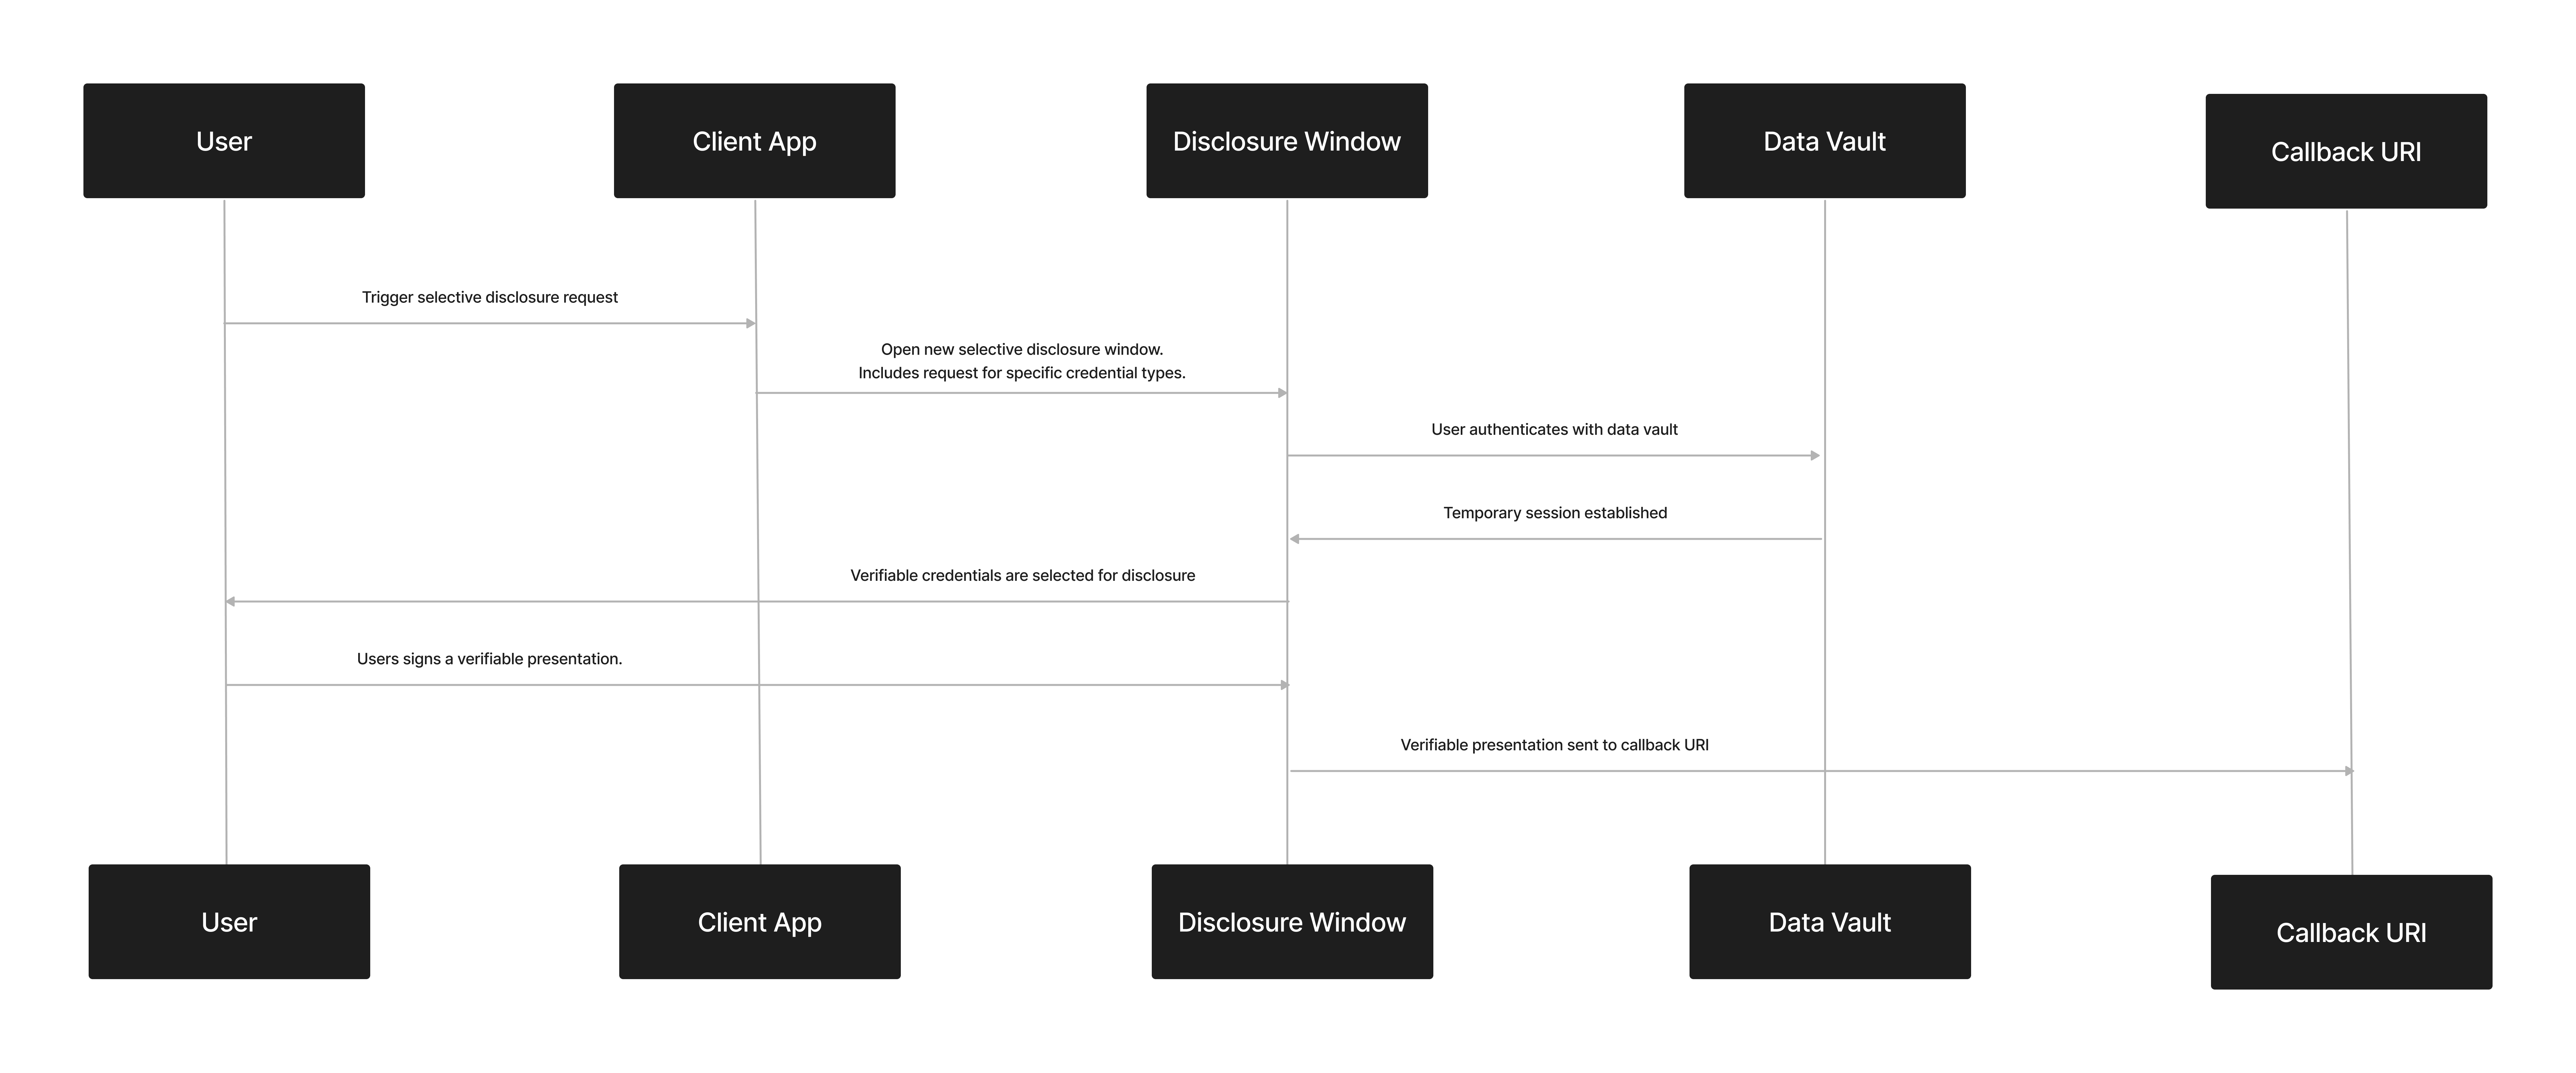 User
Client App
Disclosure Window
Data Vault
Callback URI
Trigger selective disclosure request
Open new selective disclosure window.
Includes request for specific credential types.
User authenticates with data vault
Temporary session established
Verifiable credentials are selected for disclosure
Users signs a verifiable presentation.
Verifiable presentation sent to callback URI
User
Client App
Disclosure Window
Data Vault
Callback URI